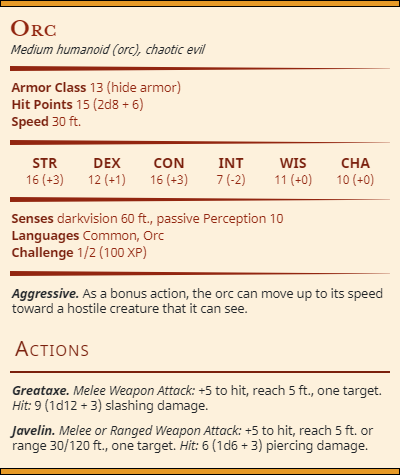 Orc
Medium humanoid (orc), chaotic evil
Armor Class 13 (hide armor)
Hit Points 15 (2d8 + 6)
Speed 30 ft.
STR DEX CON INT WIS CHA
16 (+3) 12 (+1) 16 (+3) 7 (-2) 11 (+0) 10 (+0)
Senses darkvision 60 ft., passive Perception 10
Languages Common, Orc
Challenge 1/2 (100 XP)
Aggressive. As a bonus action, the orc can move up to its speed
toward a hostile creature that it can see.
Actions
Greataxe. Melee Weapon Attack: +5 to hit, reach 5 ft., one target.
Hit: 9 (1d12 + 3) slashing damage.
Javelin. Melee or Ranged Weapon Attack: +5 to hit, reach 5 ft. or
range 30/120 ft., one target. Hit: 6 (1d6 + 3) piercing damage.